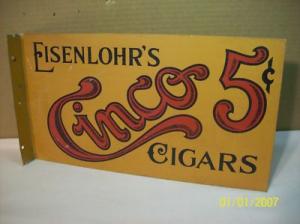 EISENLOHR'S
Cinco 5¢
CIGARS
01/01/2007